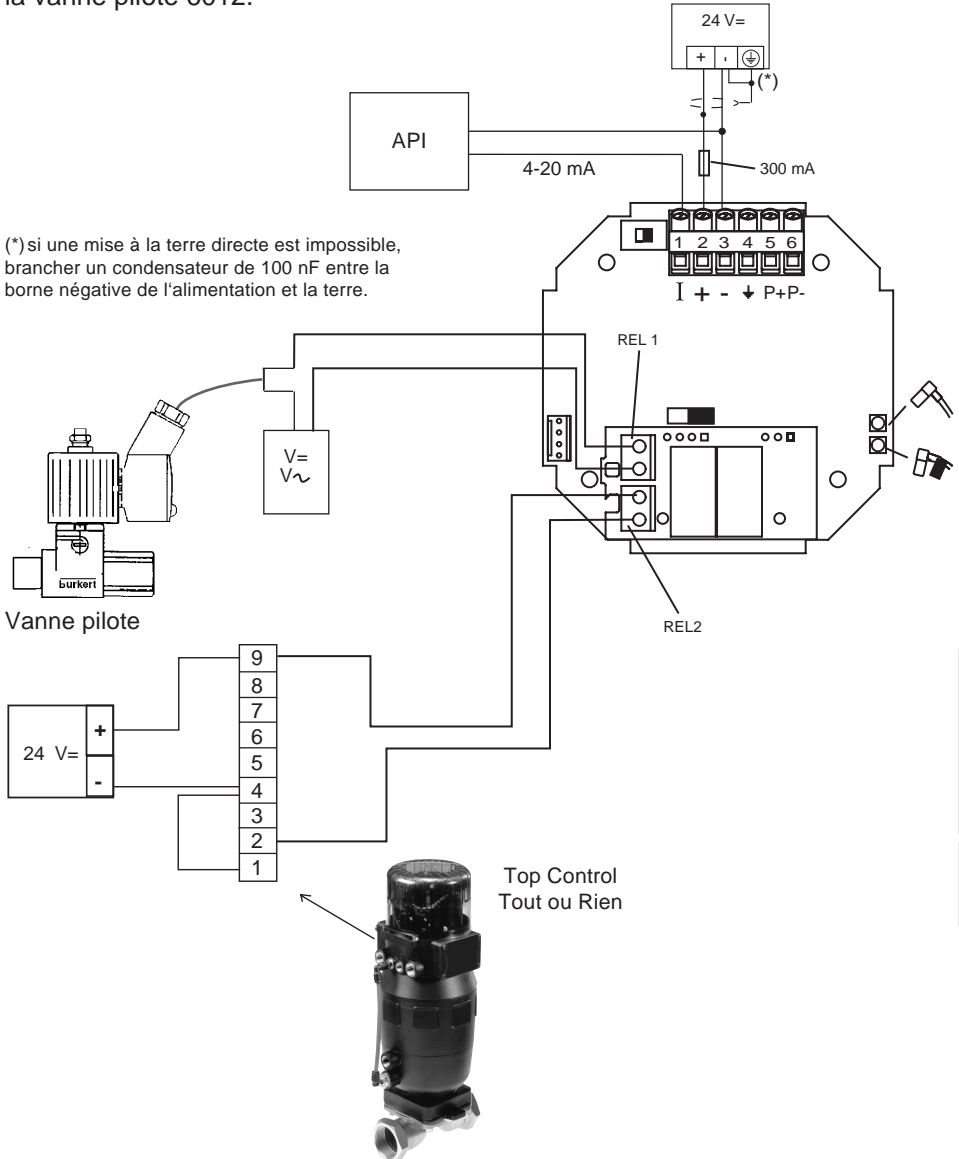 la vanne pilote 6012.
24 V=
+ -
(*)
API
4-20 mA
300 mA
(*) si une mise à la terre directe est impossible,
brancher un condensateur de 100 nF entre la
borne négative de l'alimentation et la terre.
1 2 3 4 5 6
I + - P+P-
REL 1
V=
V~
burkert
Vanne pilote
REL2
9
8
7
6
5
4
3
2
1
24 V=
+
-
Top Control
Tout ou Rien